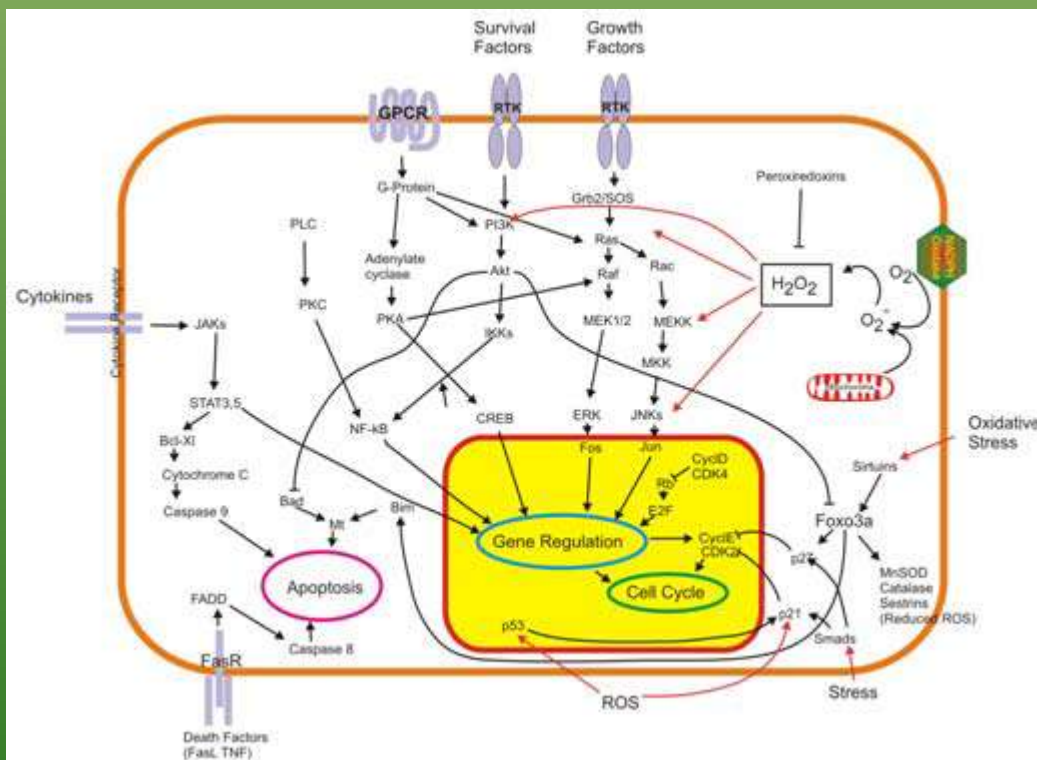 Survival
Factors
Growth
Factors
GPCR
RTK
RTK
G-Protein
Grb2/SOS
Peroxiredoxins
PLC
PI3K
Ras
Adenylate
cyclase
Akt
Raf
Rac
H2O2
O2
O2-
Cytokines
Cytokine Receptor
JAKs
PKC
PKA
IKKs
MEK1/2
MEKK
MKK
STAT3,5
NF-kB
CREB
ERK
JNKs
Bcl-Xl
Fos
Jun
CyclD
CDK4
Oxidative
Stress
Sirtuins
Cytochrome C
Rb
Caspase 9
Bad
Bim
E2F
Foxo3a
Mt
Gene Regulation
CyclE
CDK2
p27
Apoptosis
Cell Cycle
MnSOD
Catalase
Sestrins
(Reduced ROS)
FADD
p53
p21
Smads
Caspase 8
FasR
ROS
Stress
Death Factors
(FasL TNF)